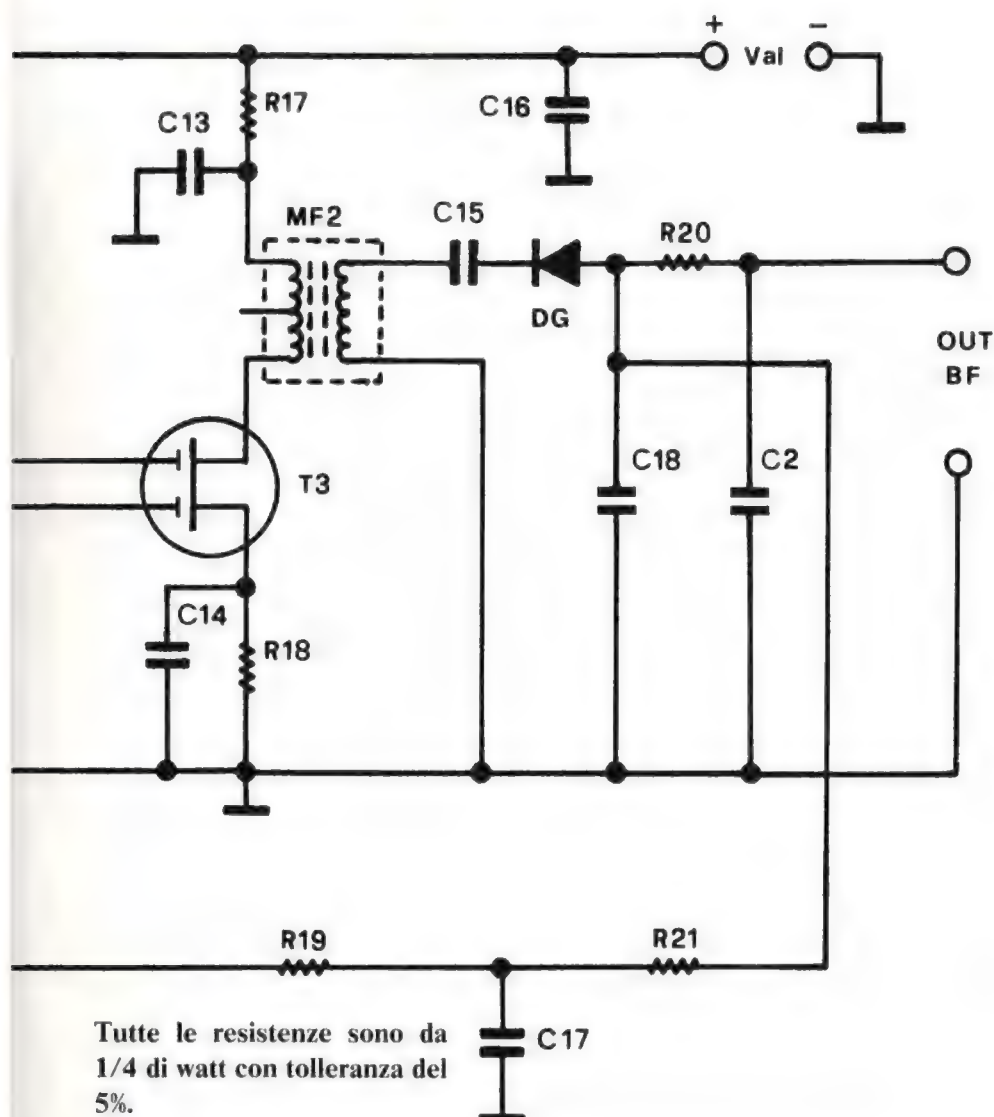 + Val -
R17
C13
C16
MF2
C15
R20
DG
OUT
BF
T3
C18
C2
C14
R18
R19
R21
C17
Tutte le resistenze sono da
1/4 di watt con tolleranza del
5%.